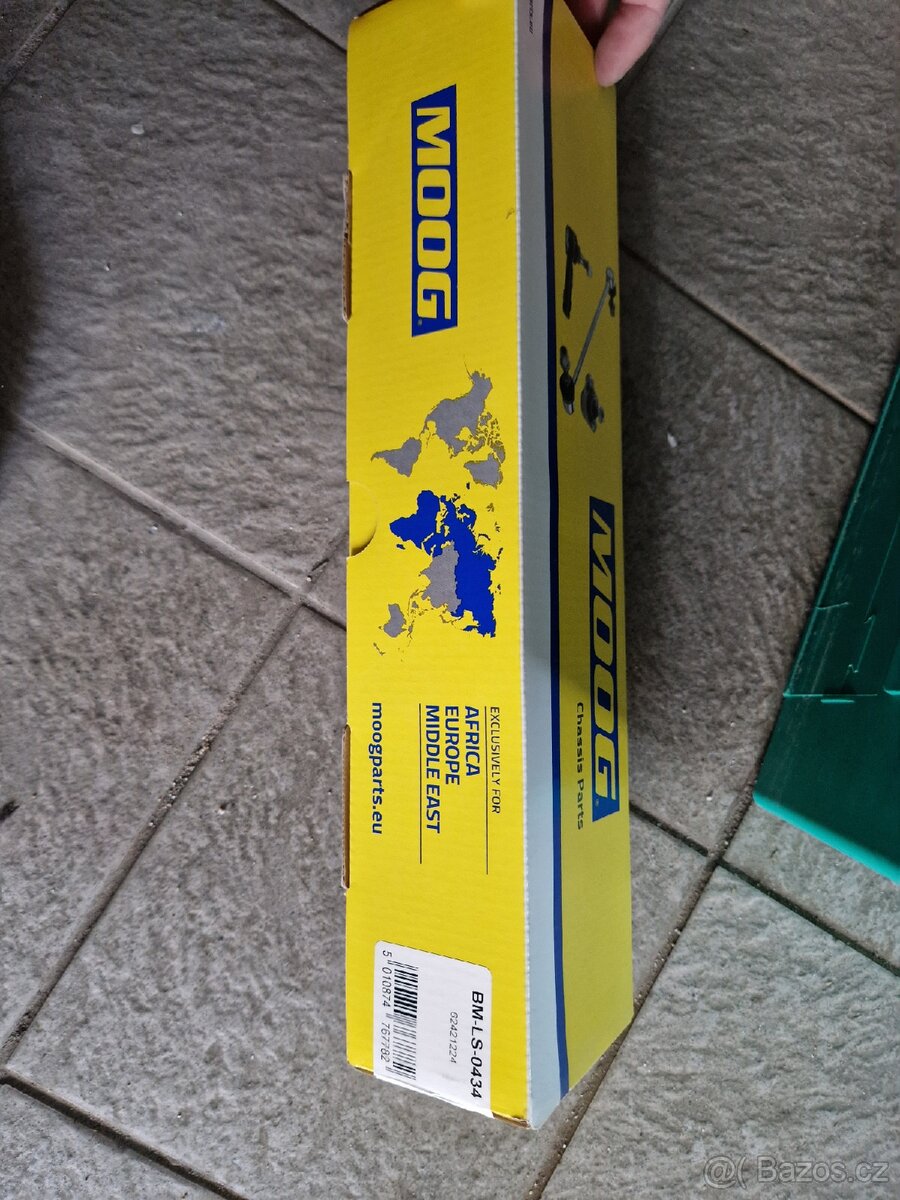 MOOG
EXCLUSIVELY FOR
AFRICA
EUROPE
MIDDLE EAST
moogparts.eu
BM-LS-0434
62421224
5 010874 767782
MOOG
Chassis Parts
@( Bazos.cz